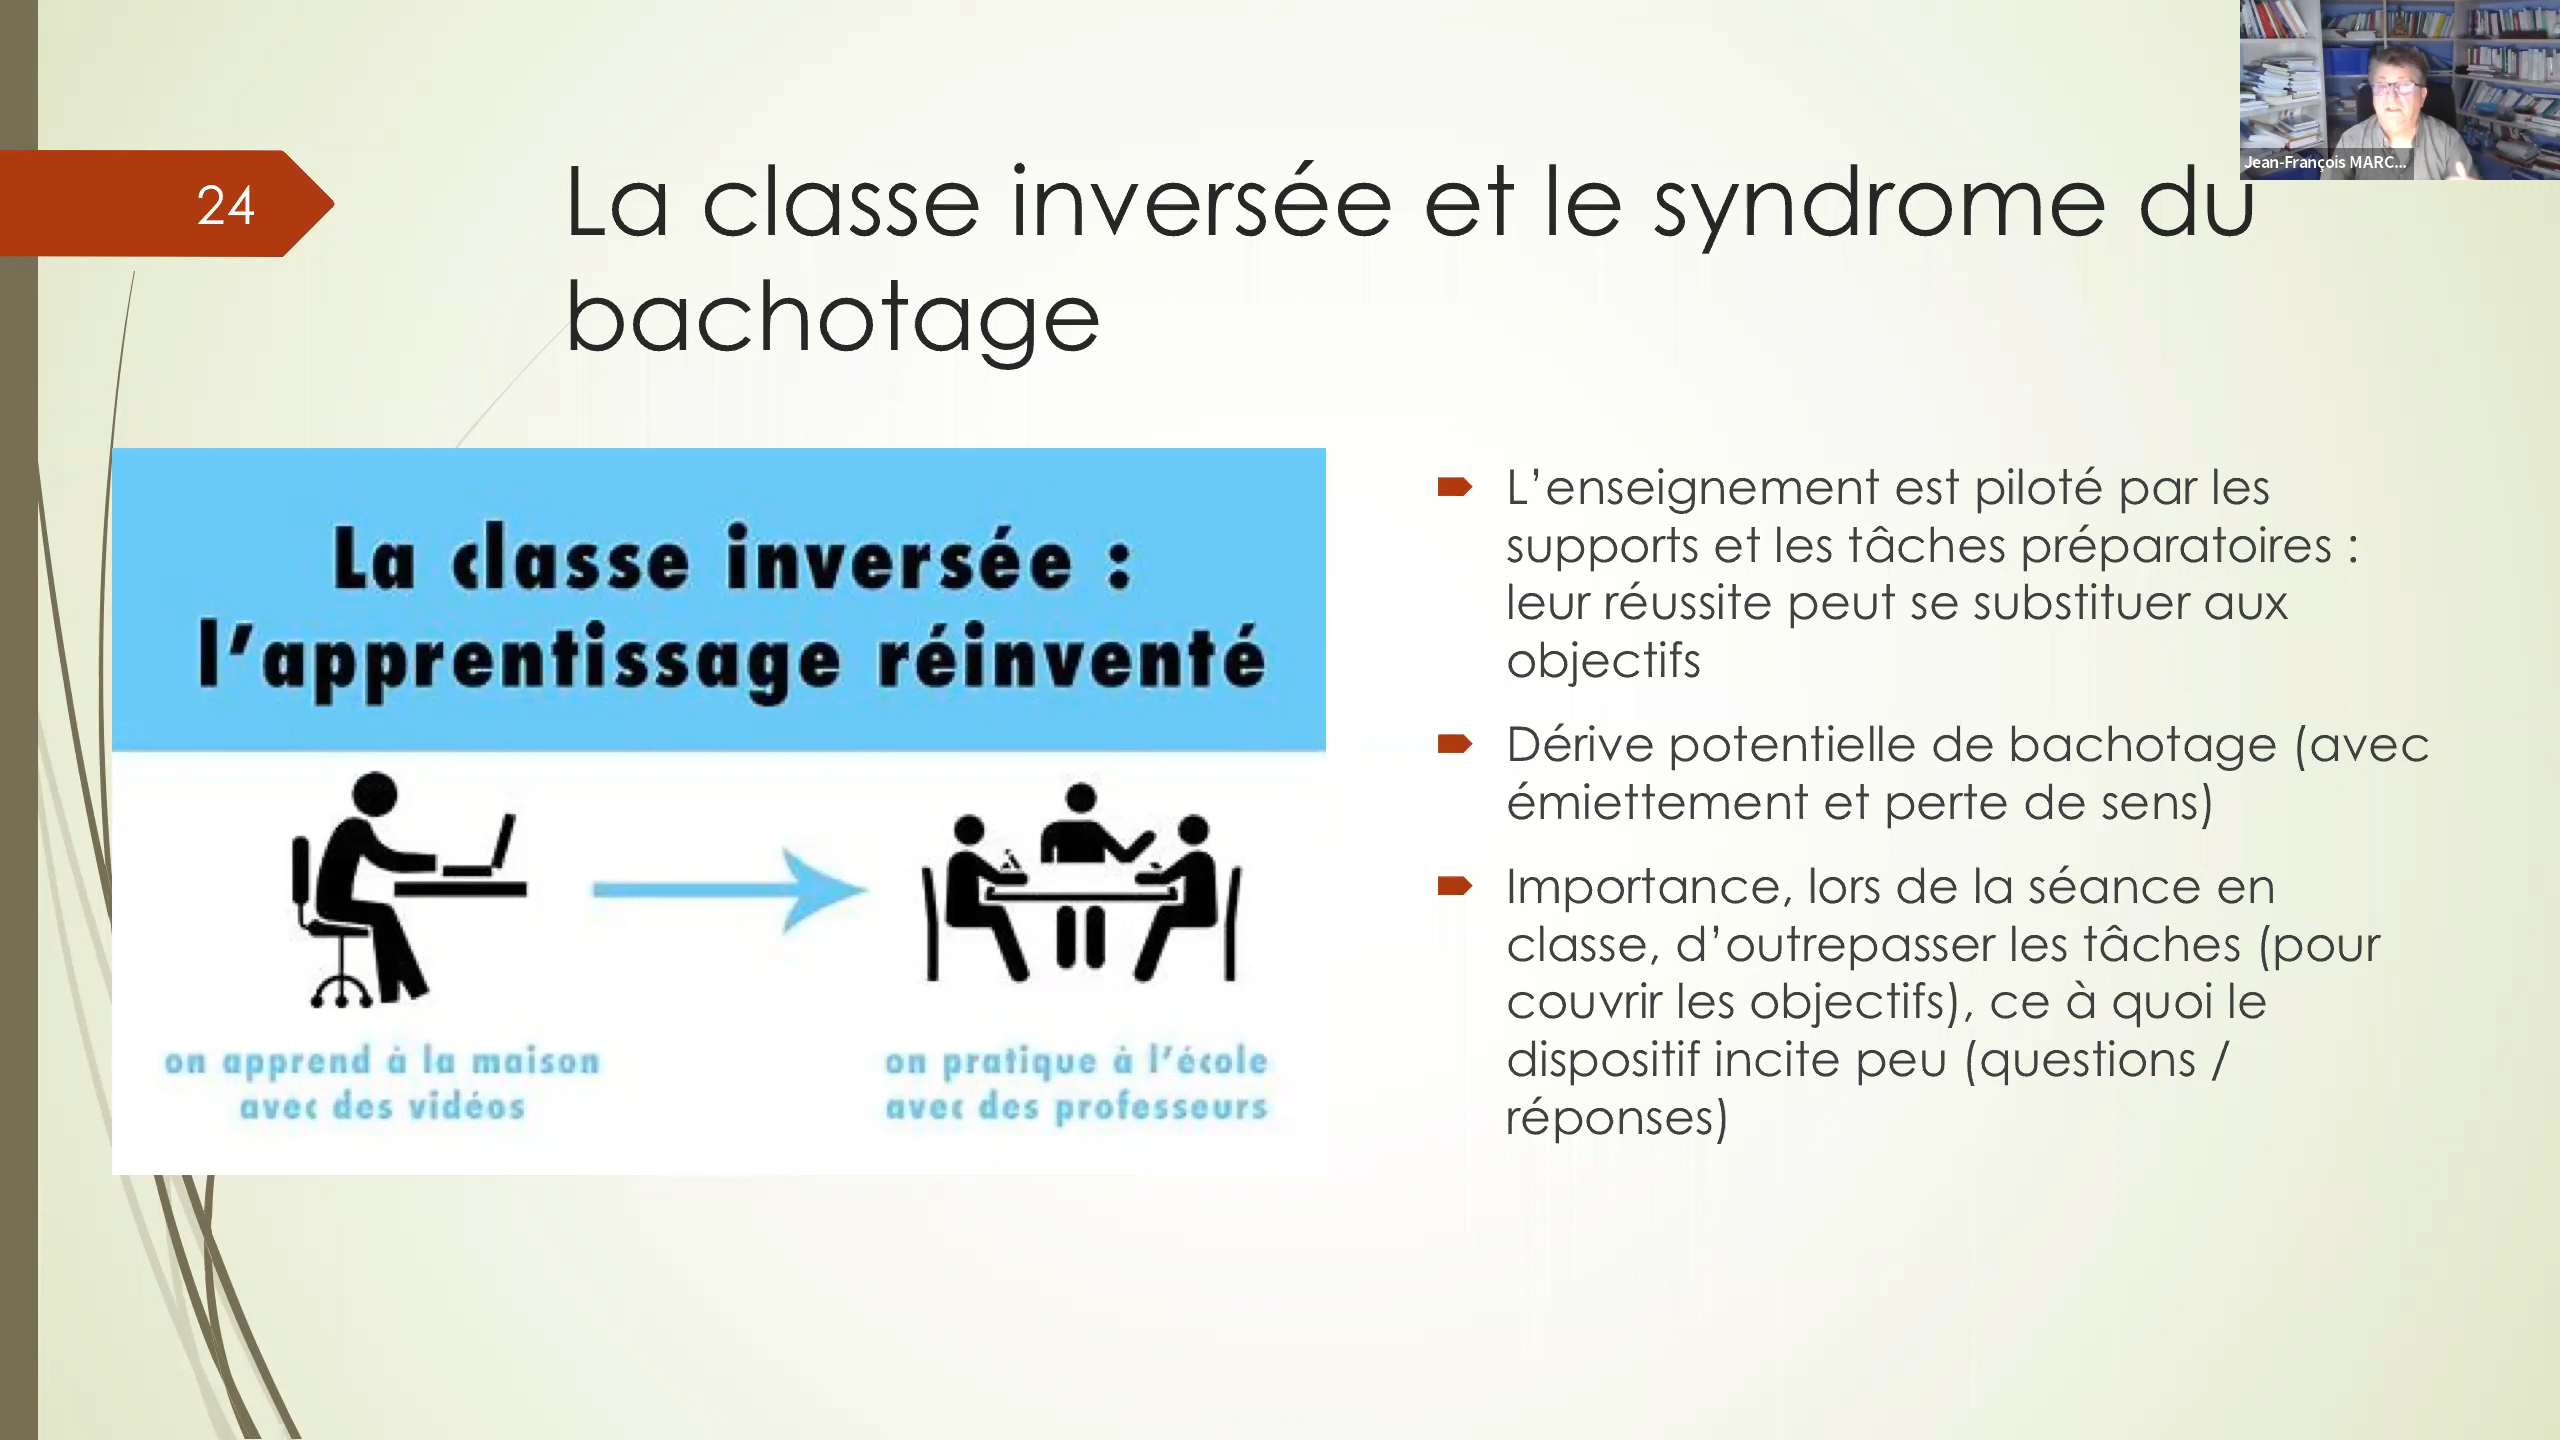 Jean-François MARC...
24
La classe inversée et le syndrome du
bachotage
La classe inversée :
l'apprentissage réinventé
on apprend à la maison
avec des vidéos
on pratique à l'école
avec des professeurs
L'enseignement est piloté par les
supports et les tâches préparatoires :
leur réussite peut se substituer aux
objectifs
Dérive potentielle de bachotage (avec
émiettement et perte de sens)
Importance, lors de la séance en
classe, d'outrepasser les tâches (pour
couvrir les objectifs), ce à quoi le
dispositif incite peu (questions /
réponses)